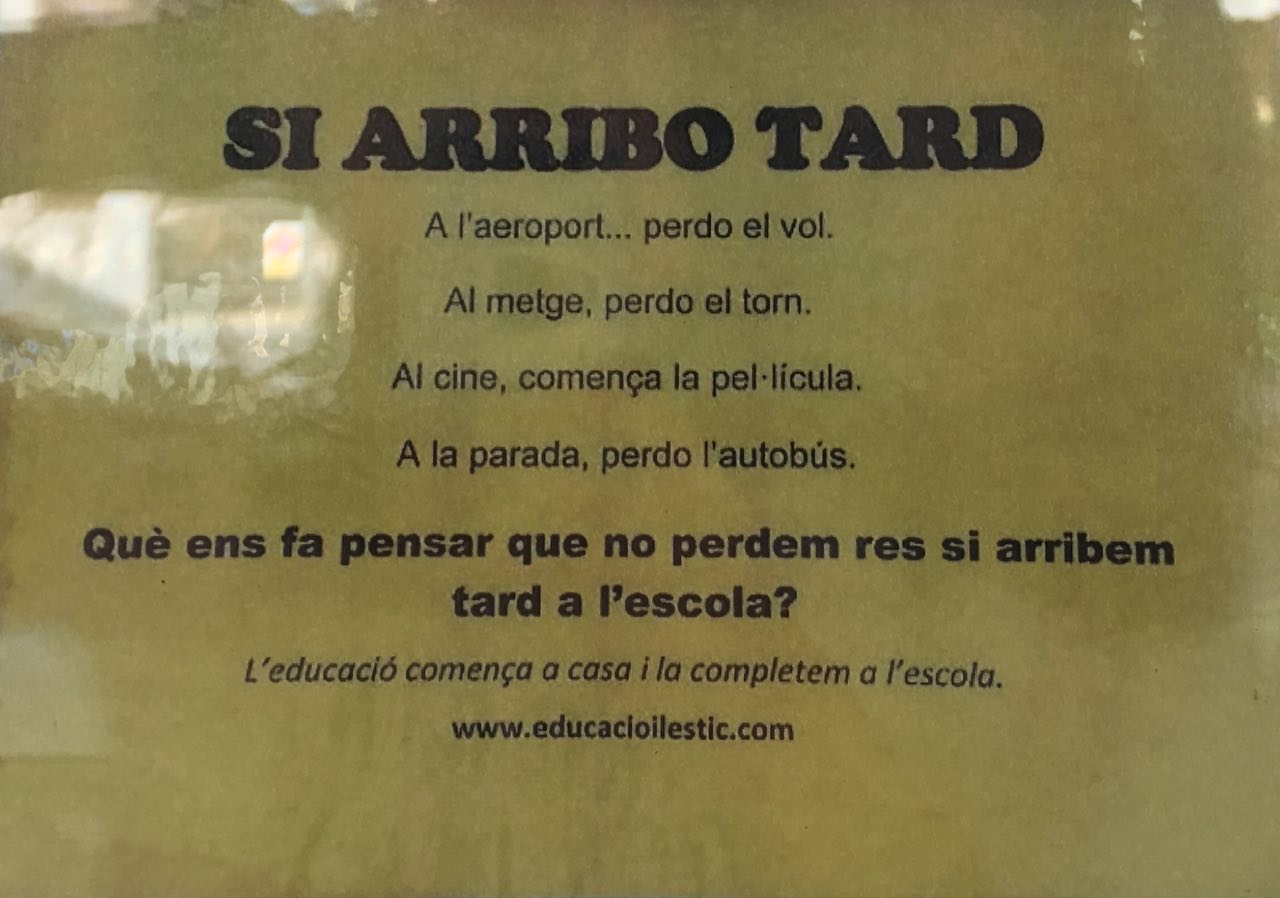 SI ARRIBO TARD
A l'aeroport... perdo el vol.
Al metge, perdo el torn.
Al cine, comença la pel·lícula.
A la parada, perdo l'autobús.
Què ens fa pensar que no perdem res si arribem
tard a l'escola?
L'educació comença a casa i la completem a l'escola.
www.educacioilestic.com